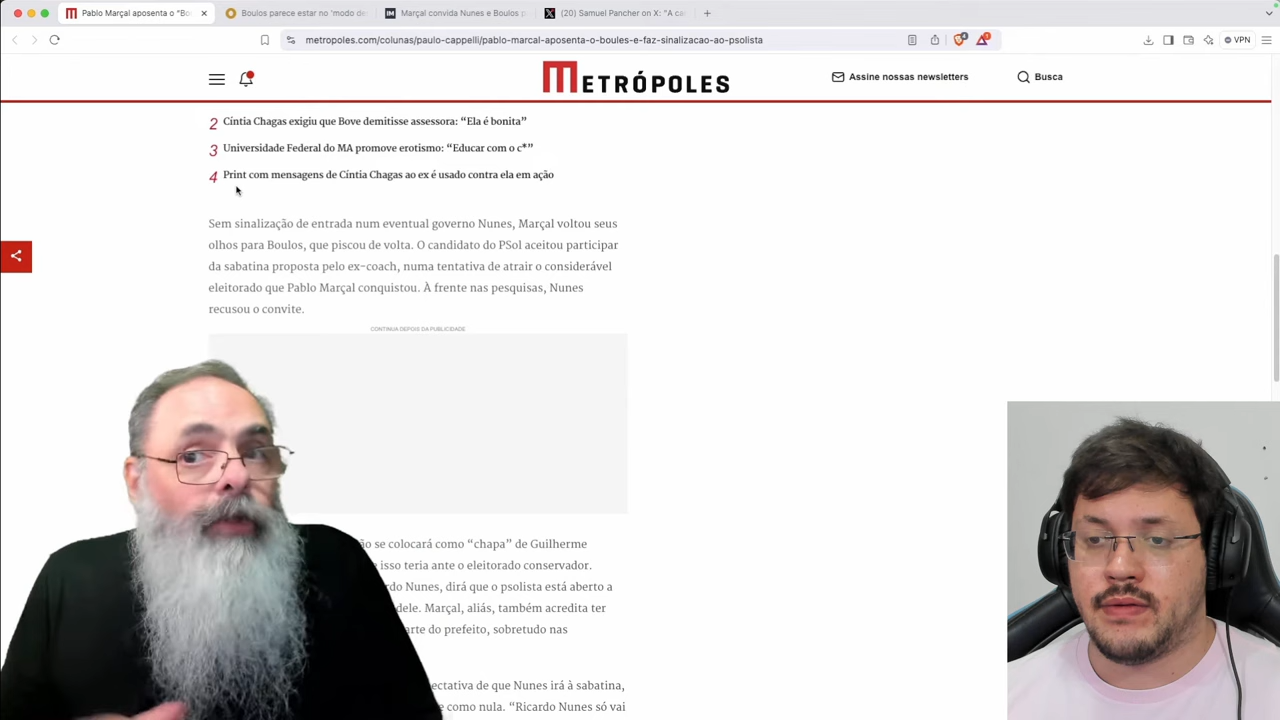 Pablo Marçal aposenta o “Bo
Boulos parece estar no 'modo de
Marçal convida Nunes e Boulos p
(20) Samuel Pancher on X: "A ca
metropoles.com/colunas/paulo-cappelli/pablo-marcal-aposenta-o-boules-e-faz-sinalizacao-ao-psolista
VPN
METRÓPOLES
Assine nossas newsletters
Busca
2 Cíntia Chagas exigiu que Bove demitisse assessora: “Ela é bonita”
3 Universidade Federal do MA promove erotismo: “Educar com o c*”
4 Print com mensagens de Cíntia Chagas ao ex é usado contra ela em ação
Sem sinalização de entrada num eventual governo Nunes, Marçal voltou seus
olhos para Boulos, que piscou de volta. O candidato do PSol aceitou participar
da sabatina proposta pelo ex-coach, numa tentativa de atrair o considerável
eleitorado que Pablo Marçal conquistou. À frente nas pesquisas, Nunes
recusou o convite.
CONTINUA DEPOIS DA PUBLICIDADE
se colocará como “chapa” de Guilherme
isso teria ante o eleitorado conservador.
Nunes, dirá que o psolista está aberto a
dele. Marçal, aliás, também acredita ter
do prefeito, sobretudo nas
de que Nunes irá à sabatina,
como nula. “Ricardo Nunes só vai